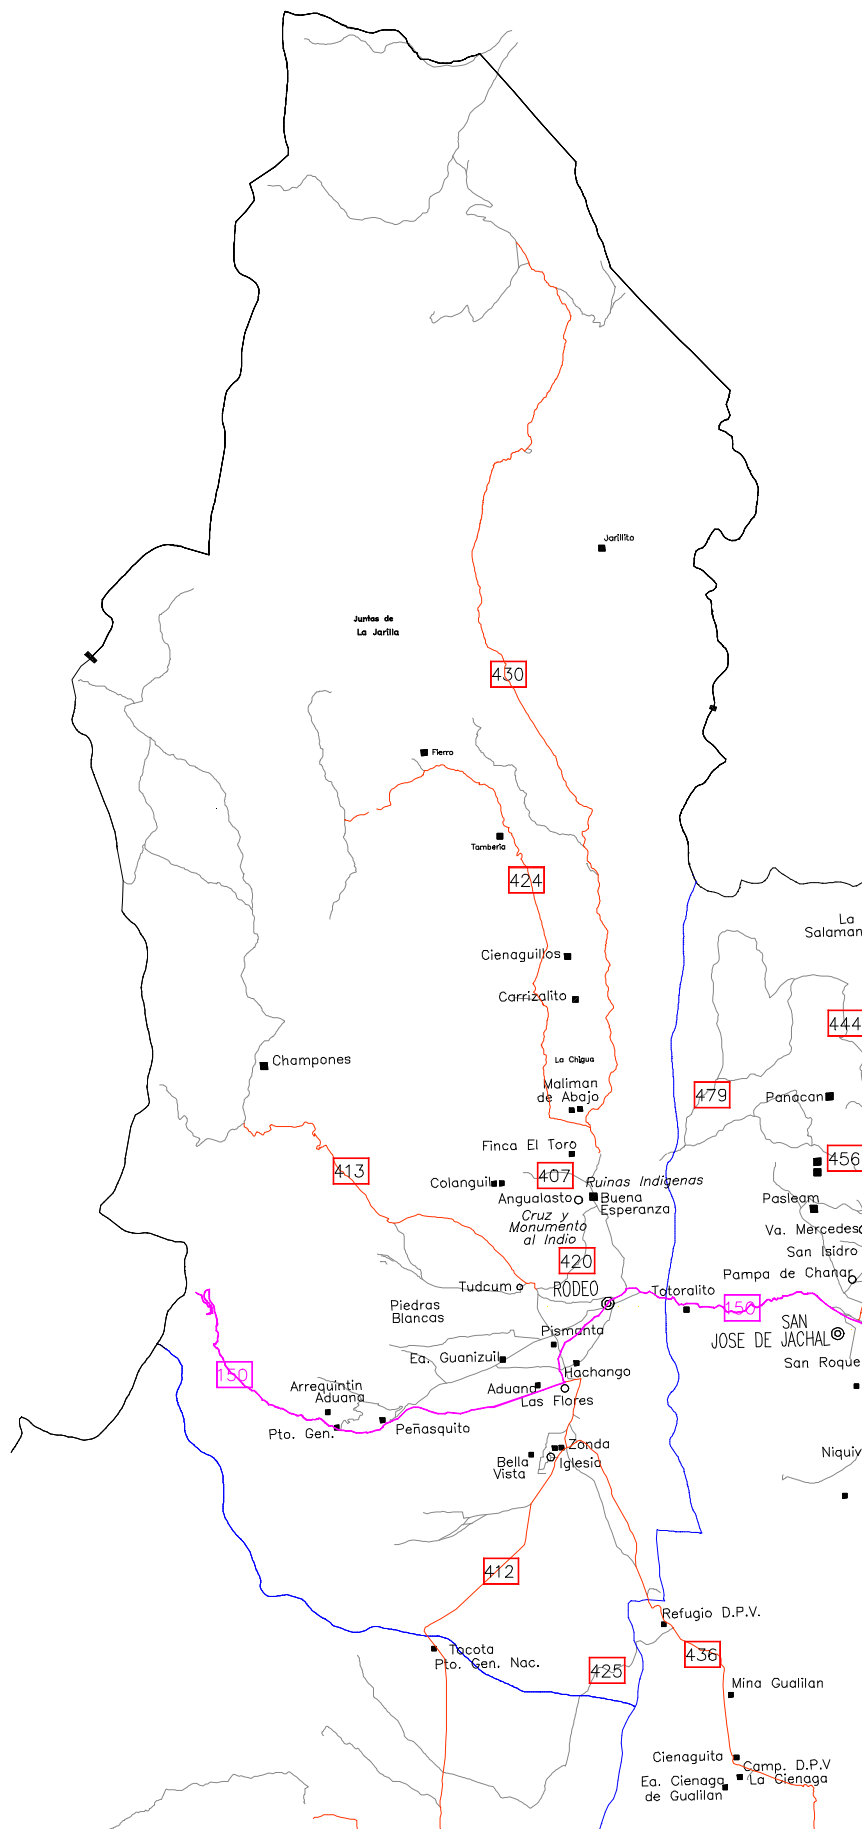 Jarillito
Juntas de
La Jarilla
430
Fierro
Tamberia
424
La
Salaman
Cienaguillos
Carrizalito
444
La Chigua
Champones
Maliman
de Abajo
479
Panacan
Finca El Toro
456
413
407
Colanguil
Ruinas Indigenas
Angualasto
Buena
Esperanza
Pasleam
Cruz y
Monumento
al Indio
Va. Mercedes
San Isidro
420
Pampa de Chanar
Tudcum
RODEO
Totoralito
Piedras
Blancas
150
SAN
JOSE DE JACHAL
Pismanta
Ea. Guanizuil
Hachango
San Roque
150
Arrequintin
Aduana
Aduana
Las Flores
Pto. Gen.
Peñasquito
Zonda
Bella
Vista
Iglesia
Niquiv
412
Refugio D.P.V.
Tocota
Pto. Gen. Nac.
436
425
Mina Gualilan
Cienaguita
Camp. D.P.V
La Cienaga
Ea. Cienaga
de Gualilan